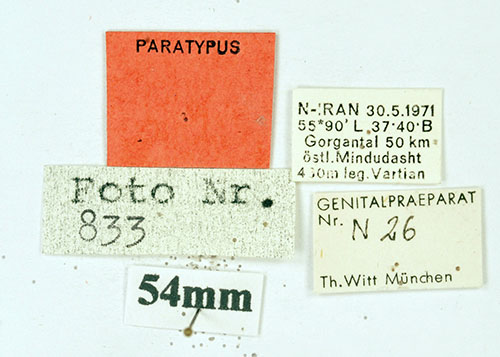 PARATYPUS
N-IRAN 30.5.1971
55°90' L 37°40' B
Gorgantal 50 km
östl. Mindudasht
m leg. Vartian
Foto Nr.
833
GENITALPRAEPARAT
Nr. N 26
Th. Witt München
54mm